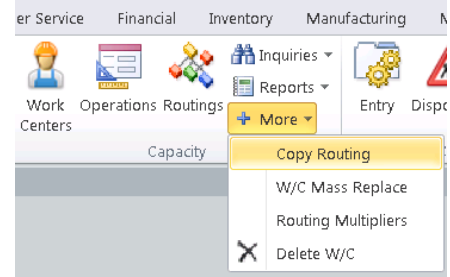 er Service Financial Inventory Manufacturing
Inquiries
Reports
Work Centers Operations Routings
More
Entry
Capacity
Copy Routing
W/C Mass Replace
Routing Multipliers
Delete W/C